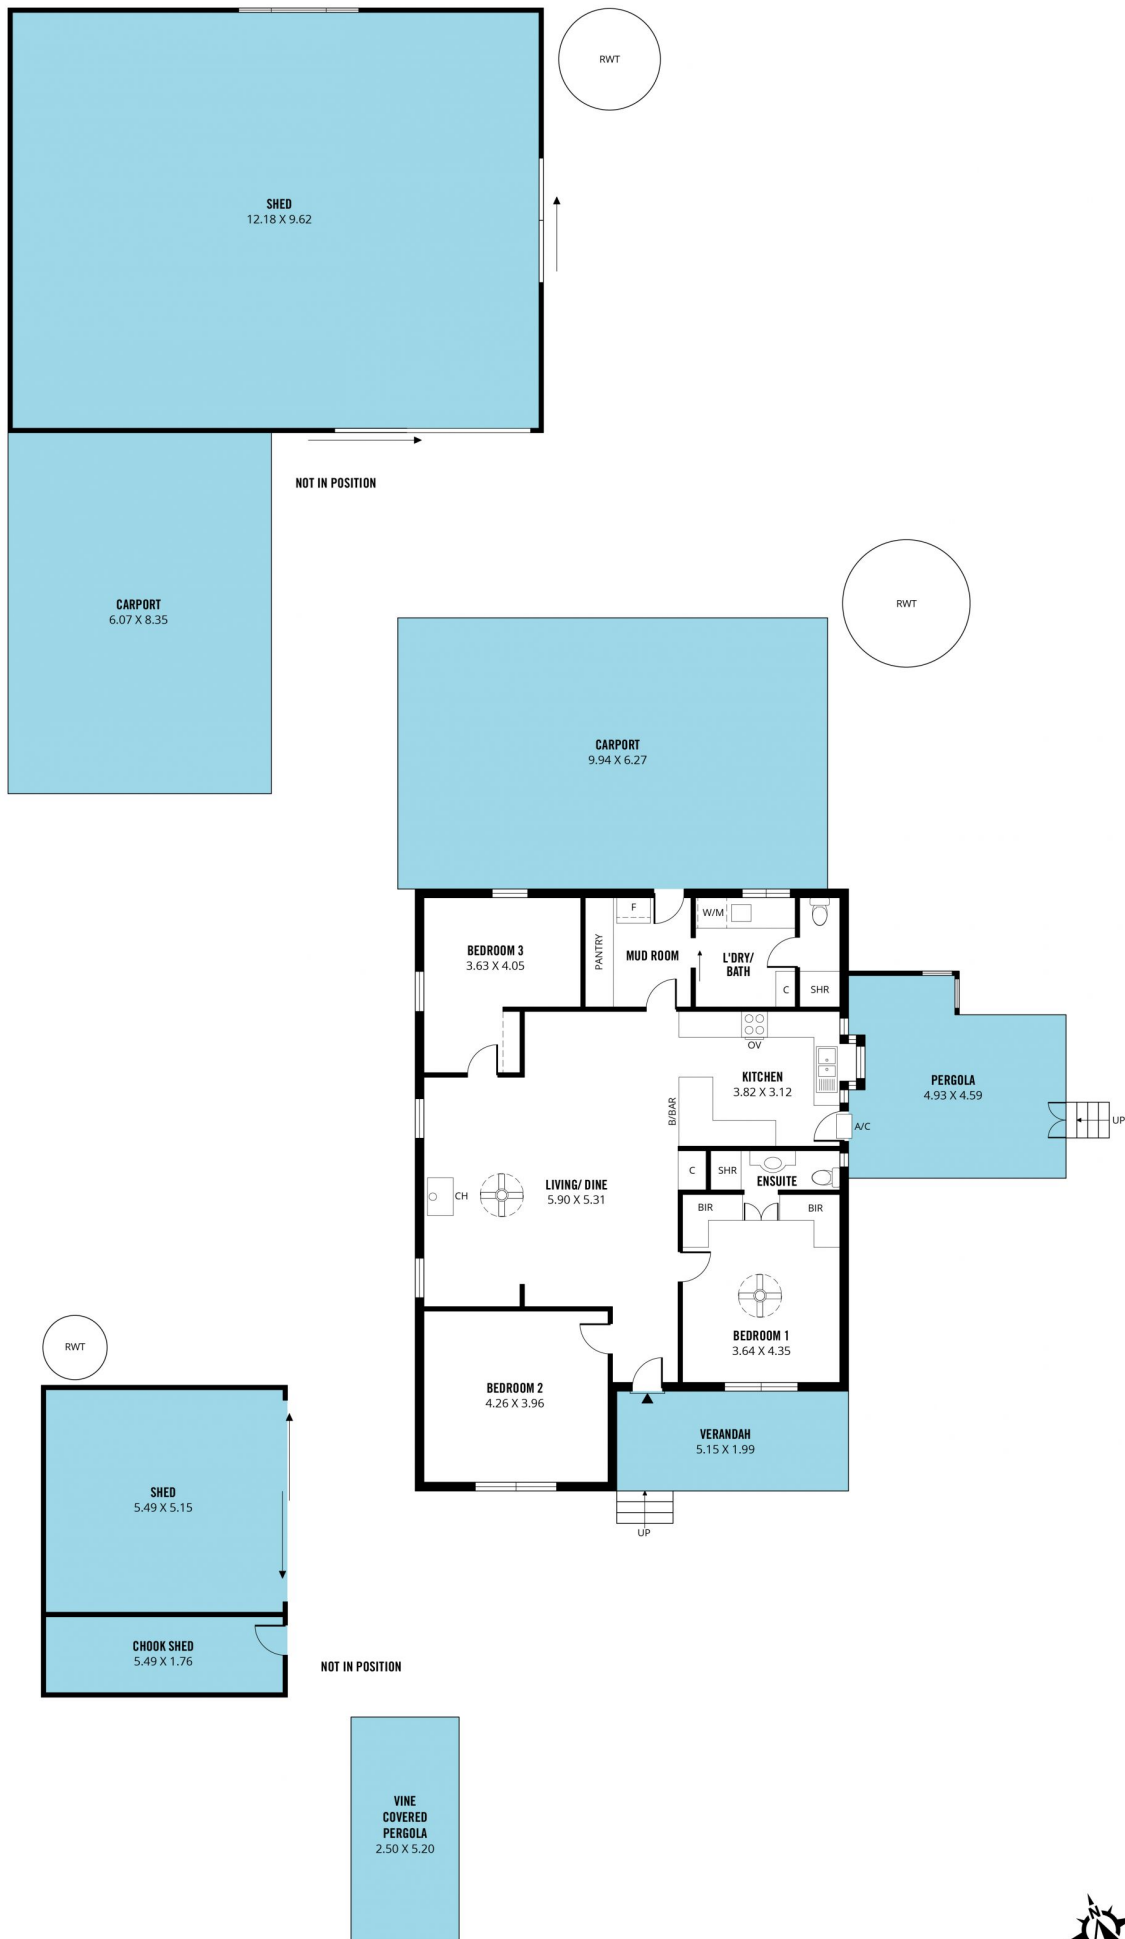 RWT
SHED
12.18 X 9.62
NOT IN POSITION
CARPORT
6.07 X 8.35
RWT
CARPORT
9.94 X 6.27
BEDROOM 3
3.63 X 4.05
PANTRY
F
MUD ROOM
W/M
L'DRY/
BATH
C
SHR
OV
KITCHEN
3.82 X 3.12
B/BAR
A/C
PERGOLA
4.93 X 4.59
UP
CH
LIVING/ DINE
5.90 X 5.31
C
SHR
ENSUITE
BIR
BIR
BEDROOM 1
3.64 X 4.35
BEDROOM 2
4.26 X 3.96
VERANDAH
5.15 X 1.99
UP
RWT
SHED
5.49 X 5.15
CHOOK SHED
5.49 X 1.76
NOT IN POSITION
VINE
COVERED
PERGOLA
2.50 X 5.20
N